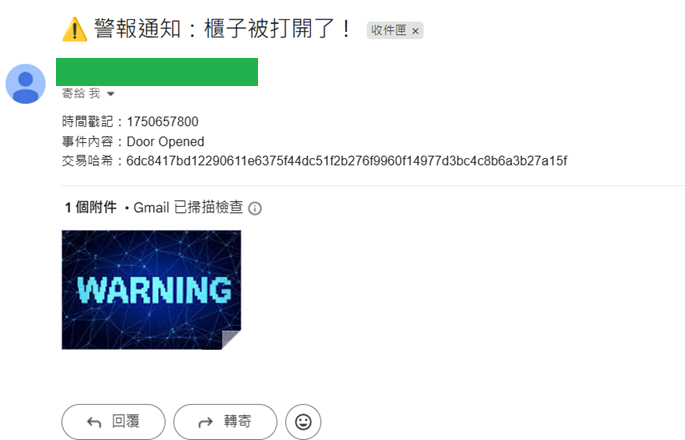 ⚠️ 警報通知：櫃子被打開了！ 收件匣 ×
寄給 我
時間戳記：1750657800
事件內容：Door Opened
交易哈希：6dc8417bd12290611e6375f44dc51f2b276f9960f14977d3bc4c8b6a3b27a15f
1 個附件 • Gmail 已掃描檢查
WARNING
回覆 轉寄